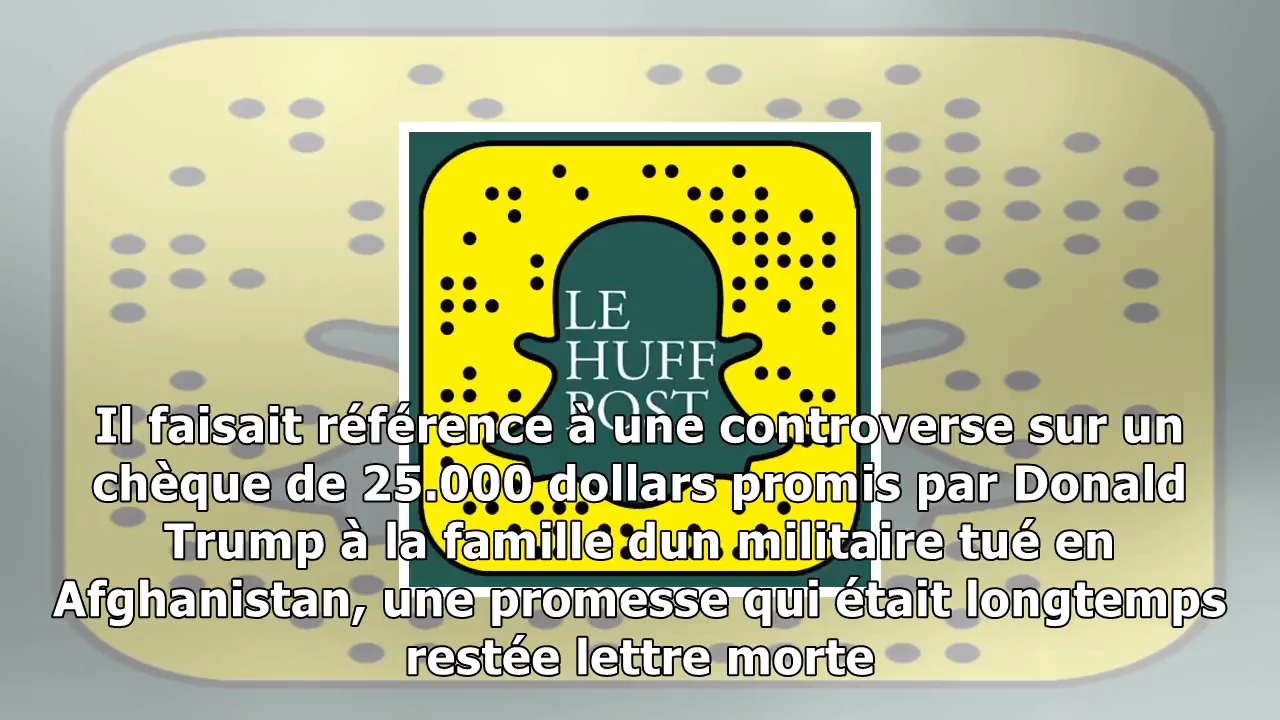 LE
HUFF
POST
Il faisait référence à une controverse sur un
chèque de 25.000 dollars promis par Donald
Trump à la famille dun militaire tué en
Afghanistan, une promesse qui était longtemps
restée lettre morte